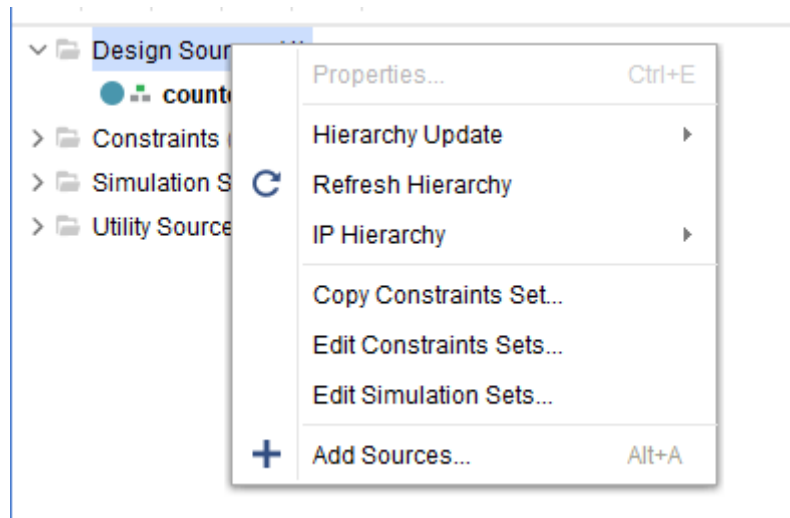 Design Sour
Properties... Ctrl+E
count
Constraints
Hierarchy Update
Simulation S
Refresh Hierarchy
Utility Source
IP Hierarchy
Copy Constraints Set...
Edit Constraints Sets...
Edit Simulation Sets...
Add Sources... Alt+A